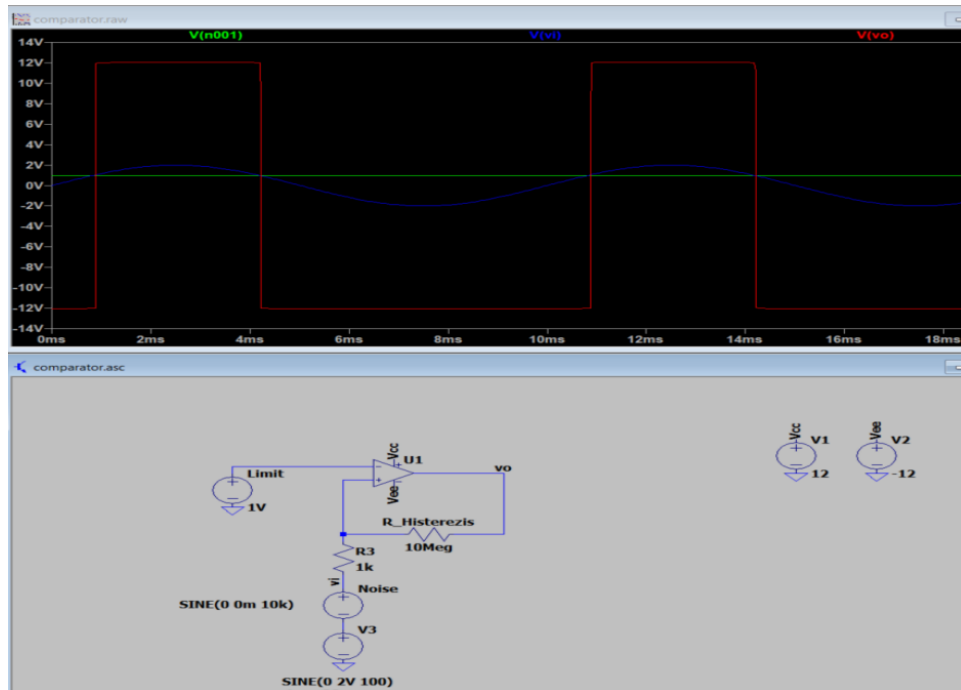 comparator.raw
V(n001) V(vi) V(vo)
14V
12V
10V
8V
6V
4V
2V
0V
-2V
-4V
-6V
-8V
-10V
-12V
-14V
0ms 2ms 4ms 6ms 8ms 10ms 12ms 14ms 16ms 18ms
comparator.asc
Vcc
U1
Vee
Limit
1V
vo
R_Histerezis
10Meg
R3
1k
vi
Noise
SINE(0 0m 10k)
V3
SINE(0 2V 100)
Vcc
V1
12
Vee
V2
-12